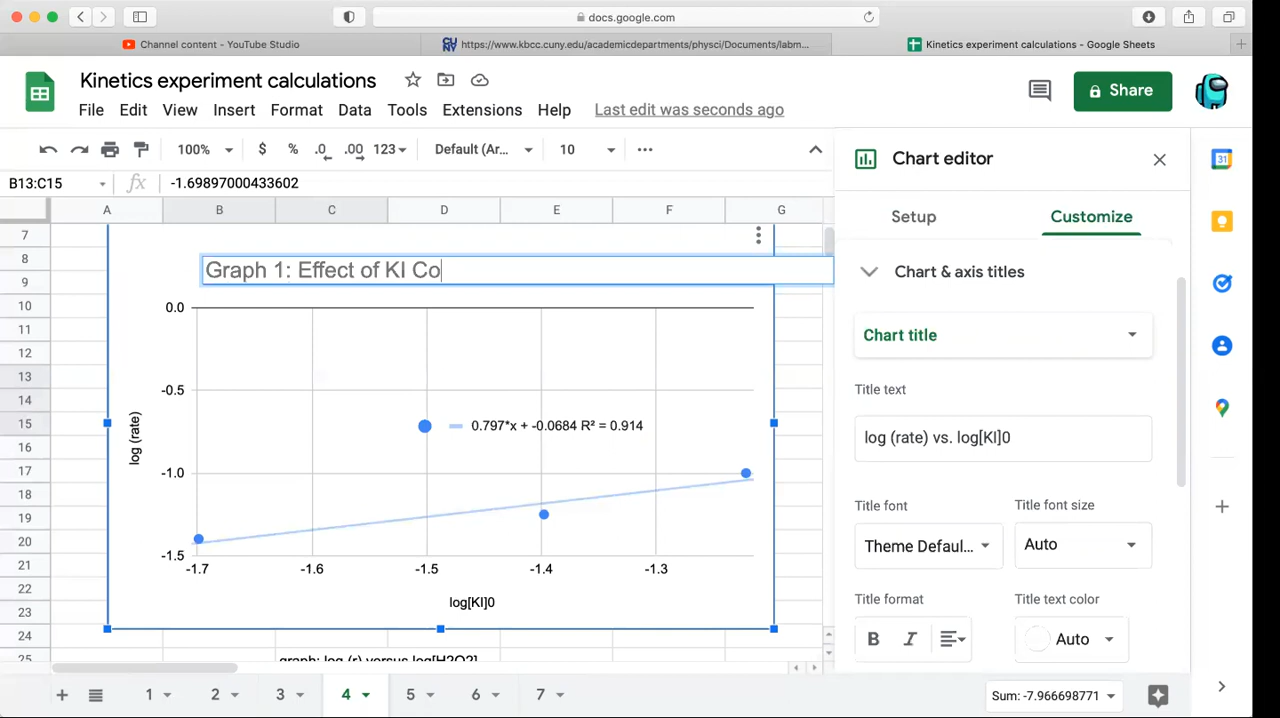 docs.google.com
Channel content - YouTube Studio
https://www.kbcc.cuny.edu/academicdepartments/physci/Documents/labm...
Kinetics experiment calculations - Google Sheets
Kinetics experiment calculations
File Edit View Insert Format Data Tools Extensions Help Last edit was seconds ago
Share
100% $ % .0 .00 123 Default (Ar... 10
B13:C15 fx -1.69897000433602
A B C D E F G
7
8
9
10
11
12
13
14
15
16
17
18
19
20
21
22
23
24
25
Graph 1: Effect of KI Co
0.0
-0.5
-1.0
-1.5
log (rate)
0.797*x + -0.0684 R² = 0.914
-1.7 -1.6 -1.5 -1.4 -1.3
log[KI]0
graph: log (r) versus log[H2O2]
Chart editor
Setup Customize
Chart & axis titles
Chart title
Title text
log (rate) vs. log[KI]0
Title font Title font size
Theme Defaul... Auto
Title format Title text color
B I Auto
31
1 2 3 4 5 6 7
Sum: -7.966698771